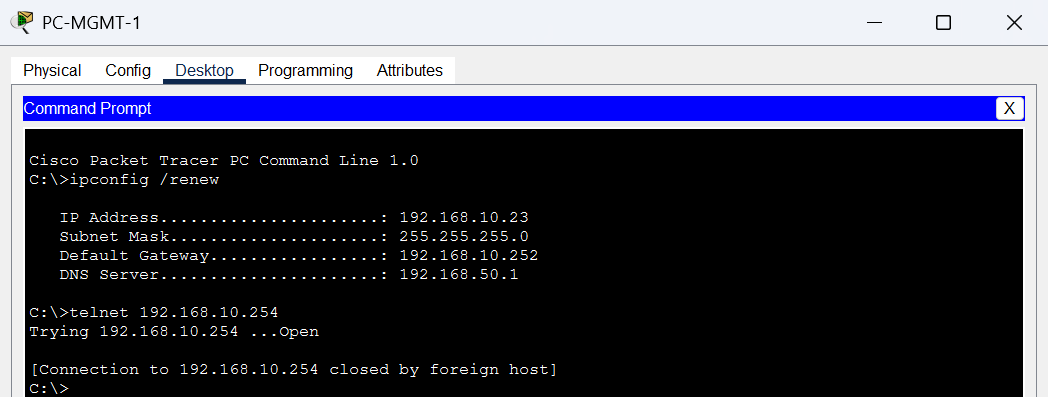 PC-MGMT-1
Physical Config Desktop Programming Attributes
Command Prompt X
Cisco Packet Tracer PC Command Line 1.0
C:\>ipconfig /renew
IP Address......................: 192.168.10.23
Subnet Mask.....................: 255.255.255.0
Default Gateway.................: 192.168.10.252
DNS Server......................: 192.168.50.1
C:\>telnet 192.168.10.254
Trying 192.168.10.254 ...Open
[Connection to 192.168.10.254 closed by foreign host]
C:\>